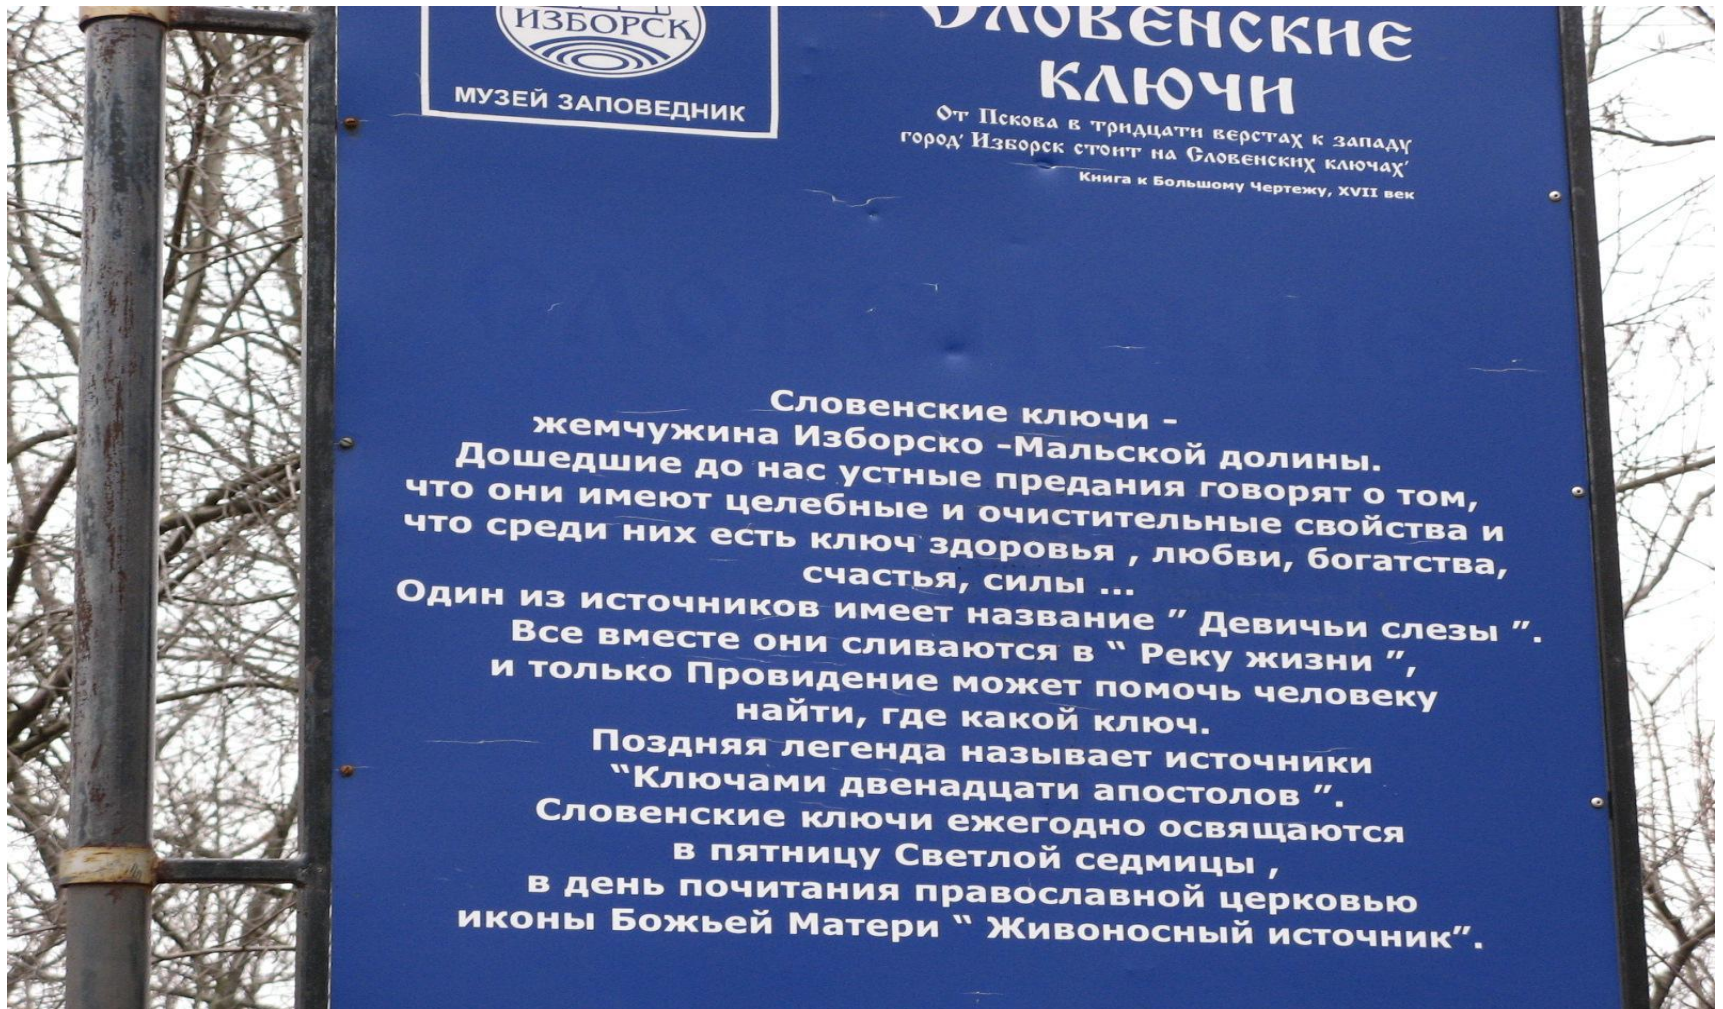 ИЗБОРСК
МУЗЕЙ ЗАПОВЕДНИК
Словенские
ключи
От Пскова в тридцати верстах к западу
город' Изборск стоит на Словенских ключах'
Книга к Большому Чертежу, XVII век
Словенские ключи -
жемчужина Изборско -Мальской долины.
Дошедшие до нас устные предания говорят о том,
что они имеют целебные и очистительные свойства и
что среди них есть ключ здоровья , любви, богатства,
счастья, силы ...
Один из источников имеет название " Девичьи слезы ".
Все вместе они сливаются в “ Реку жизни ”,
и только Провидение может помочь человеку
найти, где какой ключ.
Поздняя легенда называет источники
“Ключами двенадцати апостолов ”.
Словенские ключи ежегодно освящаются
в пятницу Светлой седмицы ,
в день почитания православной церковью
иконы Божьей Матери “ Живоносный источник”.